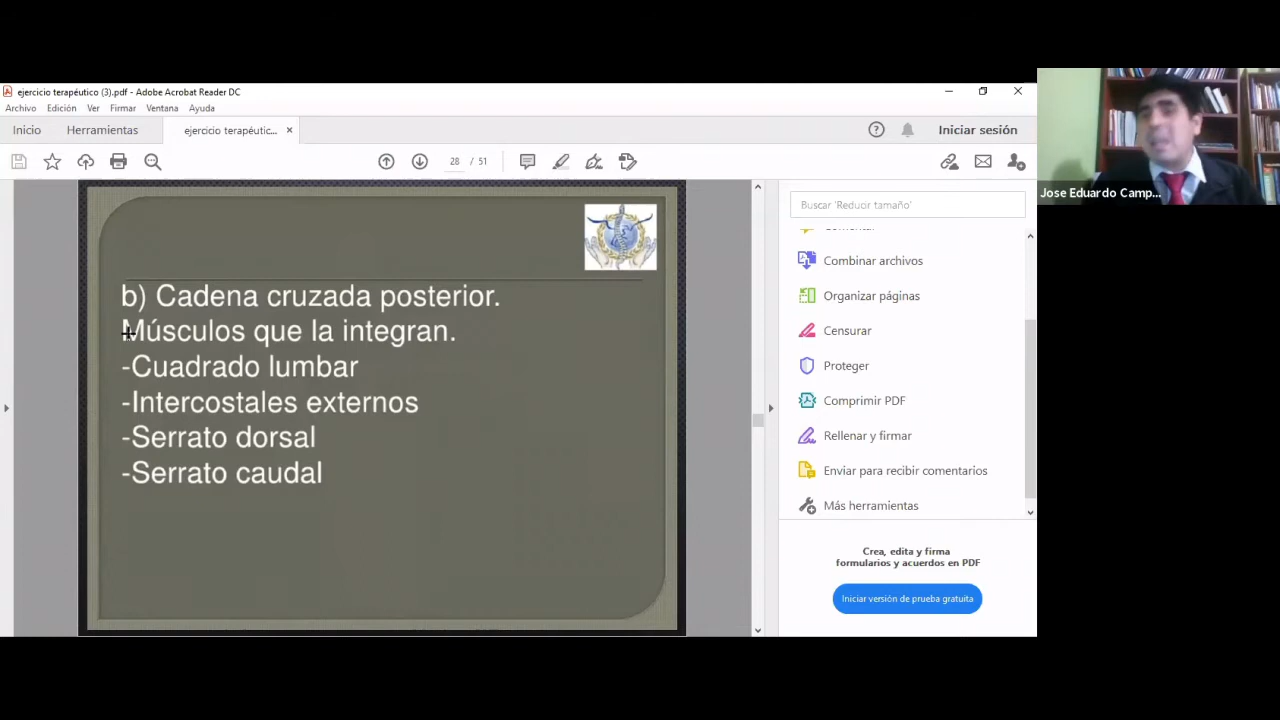 ejercicio terapéutico (3).pdf - Adobe Acrobat Reader DC
Archivo Edición Ver Firmar Ventana Ayuda
Inicio Herramientas ejercicio terapéutic... × Iniciar sesión
28 / 51
Buscar 'Reducir tamaño'
Jose Eduardo Camp...
b) Cadena cruzada posterior.
Músculos que la integran.
-Cuadrado lumbar
-Intercostales externos
-Serrato dorsal
-Serrato caudal
Combinar archivos
Organizar páginas
Censurar
Proteger
Comprimir PDF
Rellenar y firmar
Enviar para recibir comentarios
Más herramientas
Crea, edita y firma
formularios y acuerdos en PDF
Iniciar versión de prueba gratuita